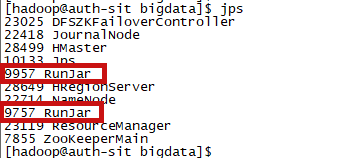 [hadoop@auth-sit bigdata]$ jps
23025 DFSZKFailoverController
22418 JournalNode
28499 HMaster
10133 Jps
9957 RunJar
28649 HRegionServer
22714 NameNode
9757 RunJar
23119 ResourceManager
7855 ZooKeeperMain
[hadoop@auth-sit bigdata]$